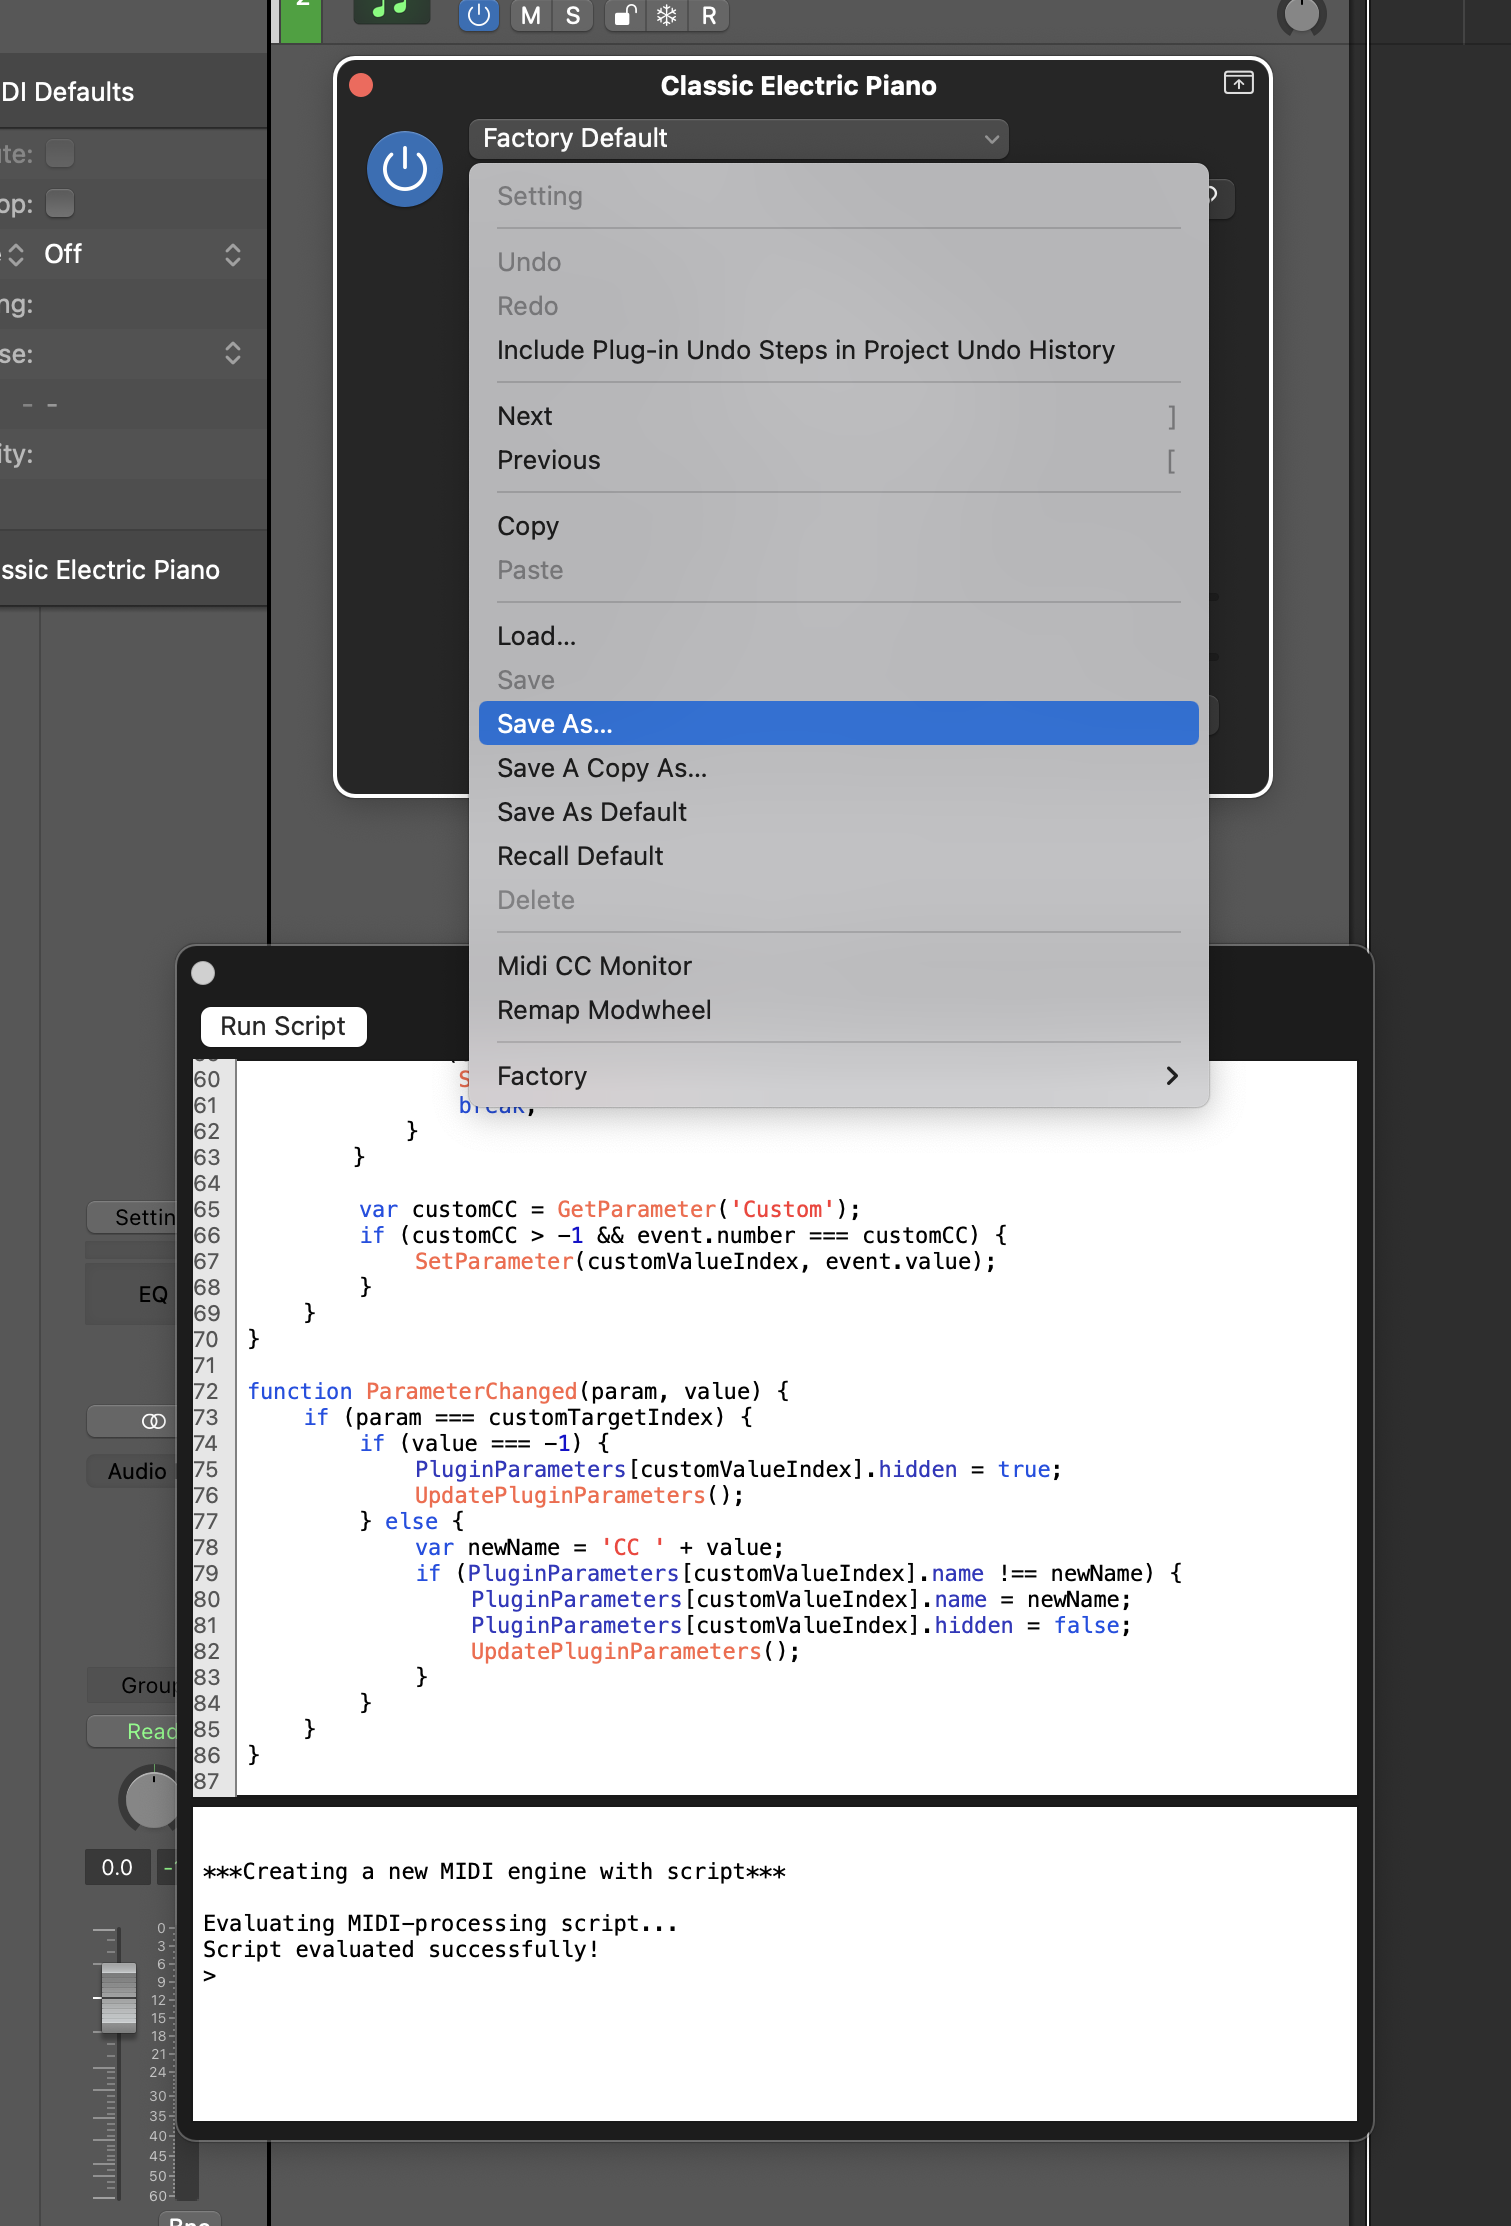 2
M S R
DI Defaults
te:
op:
Off
ng:
se:
- -
ity:
ssic Electric Piano
Classic Electric Piano
Factory Default
Setting
Undo
Redo
Include Plug-in Undo Steps in Project Undo History
Next ]
Previous [
Copy
Paste
Load...
Save
Save As...
Save A Copy As...
Save As Default
Recall Default
Delete
Midi CC Monitor
Remap Modwheel
Factory
Run Script
60 S
61 break;
62 }
63 }
64
65 var customCC = GetParameter('Custom');
66 if (customCC > -1 && event.number === customCC) {
67 SetParameter(customValueIndex, event.value);
68 }
69 }
70 }
71
72 function ParameterChanged(param, value) {
73 if (param === customTargetIndex) {
74 if (value === -1) {
75 PluginParameters[customValueIndex].hidden = true;
76 UpdatePluginParameters();
77 } else {
78 var newName = 'CC ' + value;
79 if (PluginParameters[customValueIndex].name !== newName) {
80 PluginParameters[customValueIndex].name = newName;
81 PluginParameters[customValueIndex].hidden = false;
82 UpdatePluginParameters();
83 }
84 }
85 }
86 }
87
***Creating a new MIDI engine with script***
Evaluating MIDI-processing script...
Script evaluated successfully!
>
Settin
EQ
Audio
Group
Read
0.0
0
3
6
9
12
15
18
21
24
30
35
40
45
50
60